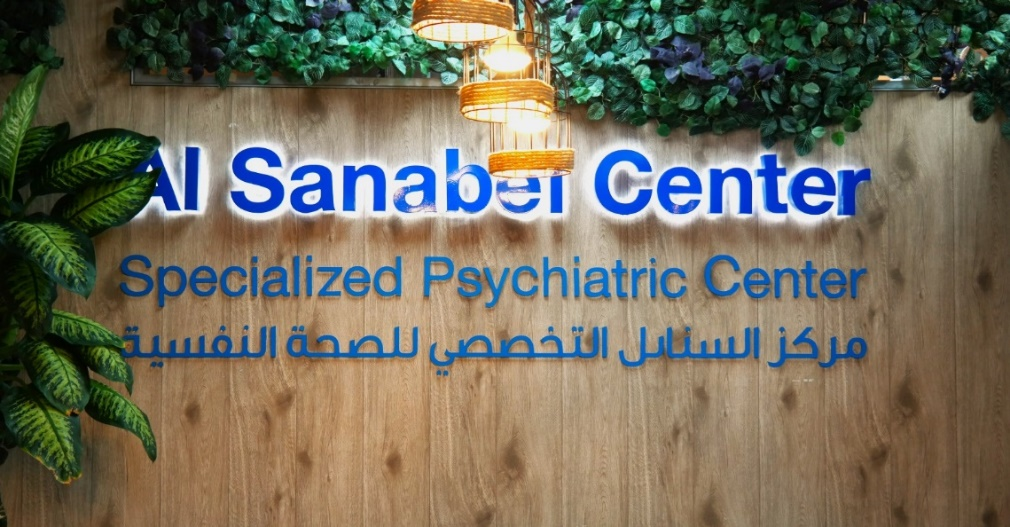 Al Sanabel Center
Specialized Psychiatric Center
مركز السنابل التخصصي للصحة النفسية